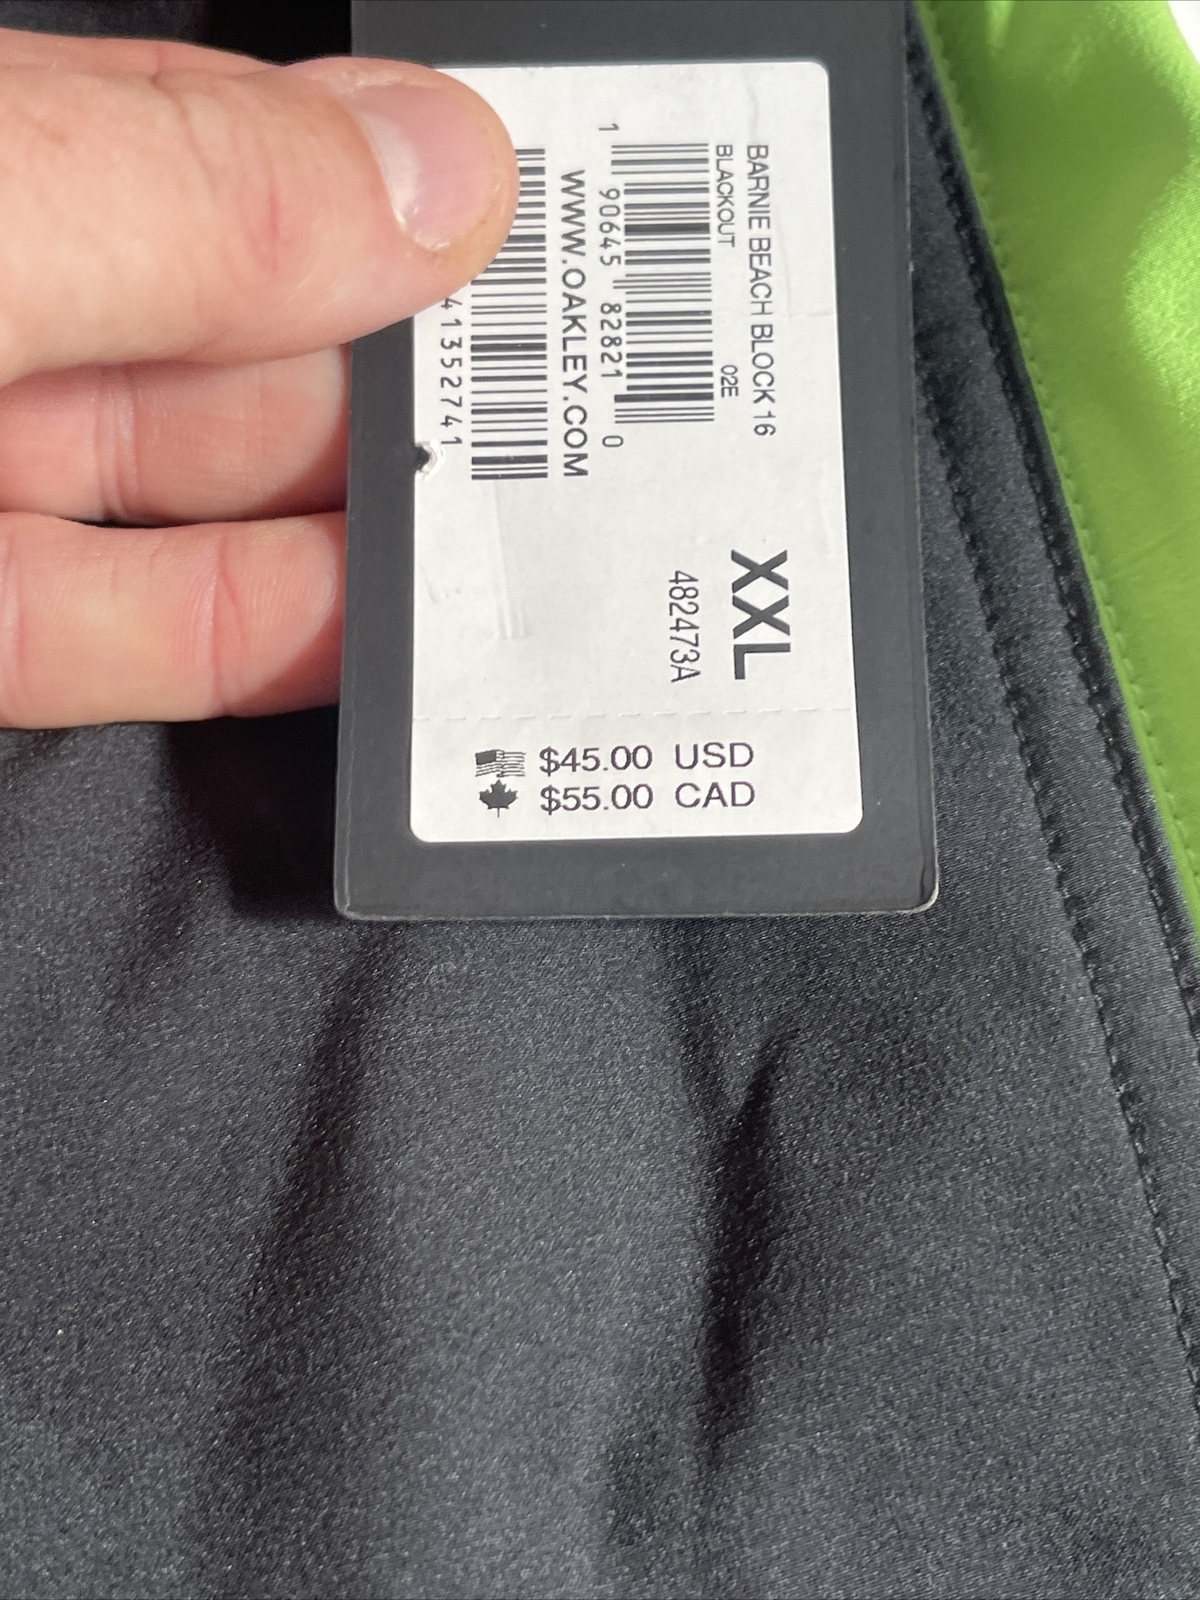 BARNIE BEACH BLOCK 16
BLACKOUT 02E
1 90645 82821 0
WWW.OAKLEY.COM
41352741
XXL
482473A
$45.00 USD
$55.00 CAD